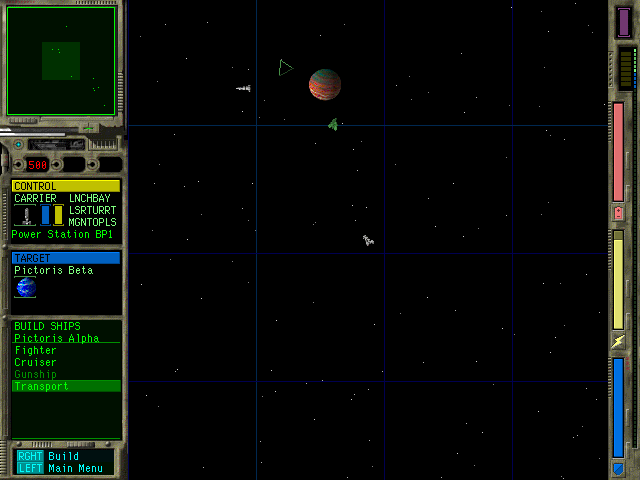 500
CONTROL
CARRIER LNCHBAY
LSRTURRT
MGNTOPLS
Power Station BP1
TARGET
Pictoris Beta
BUILD SHIPS
Pictoris Alpha
Fighter
Cruiser
Gunship
Transport
RGHT Build
LEFT Main Menu